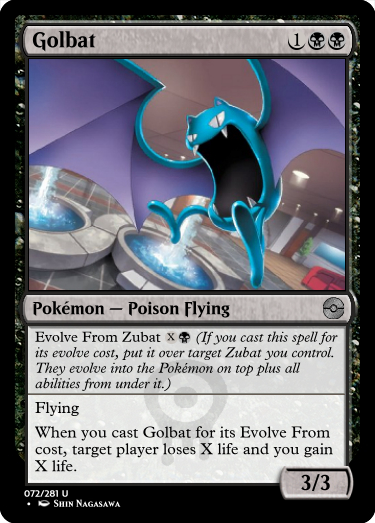 Golbat 1
Pokémon — Poison Flying
Evolve From Zubat X (If you cast this spell for
its evolve cost, put it over target Zubat you control.
They evolve into the Pokémon on top plus all
abilities from under it.)
Flying
When you cast Golbat for its Evolve From
cost, target player loses X life and you gain
X life.
3/3
072/281 U
• Shin Nagasawa